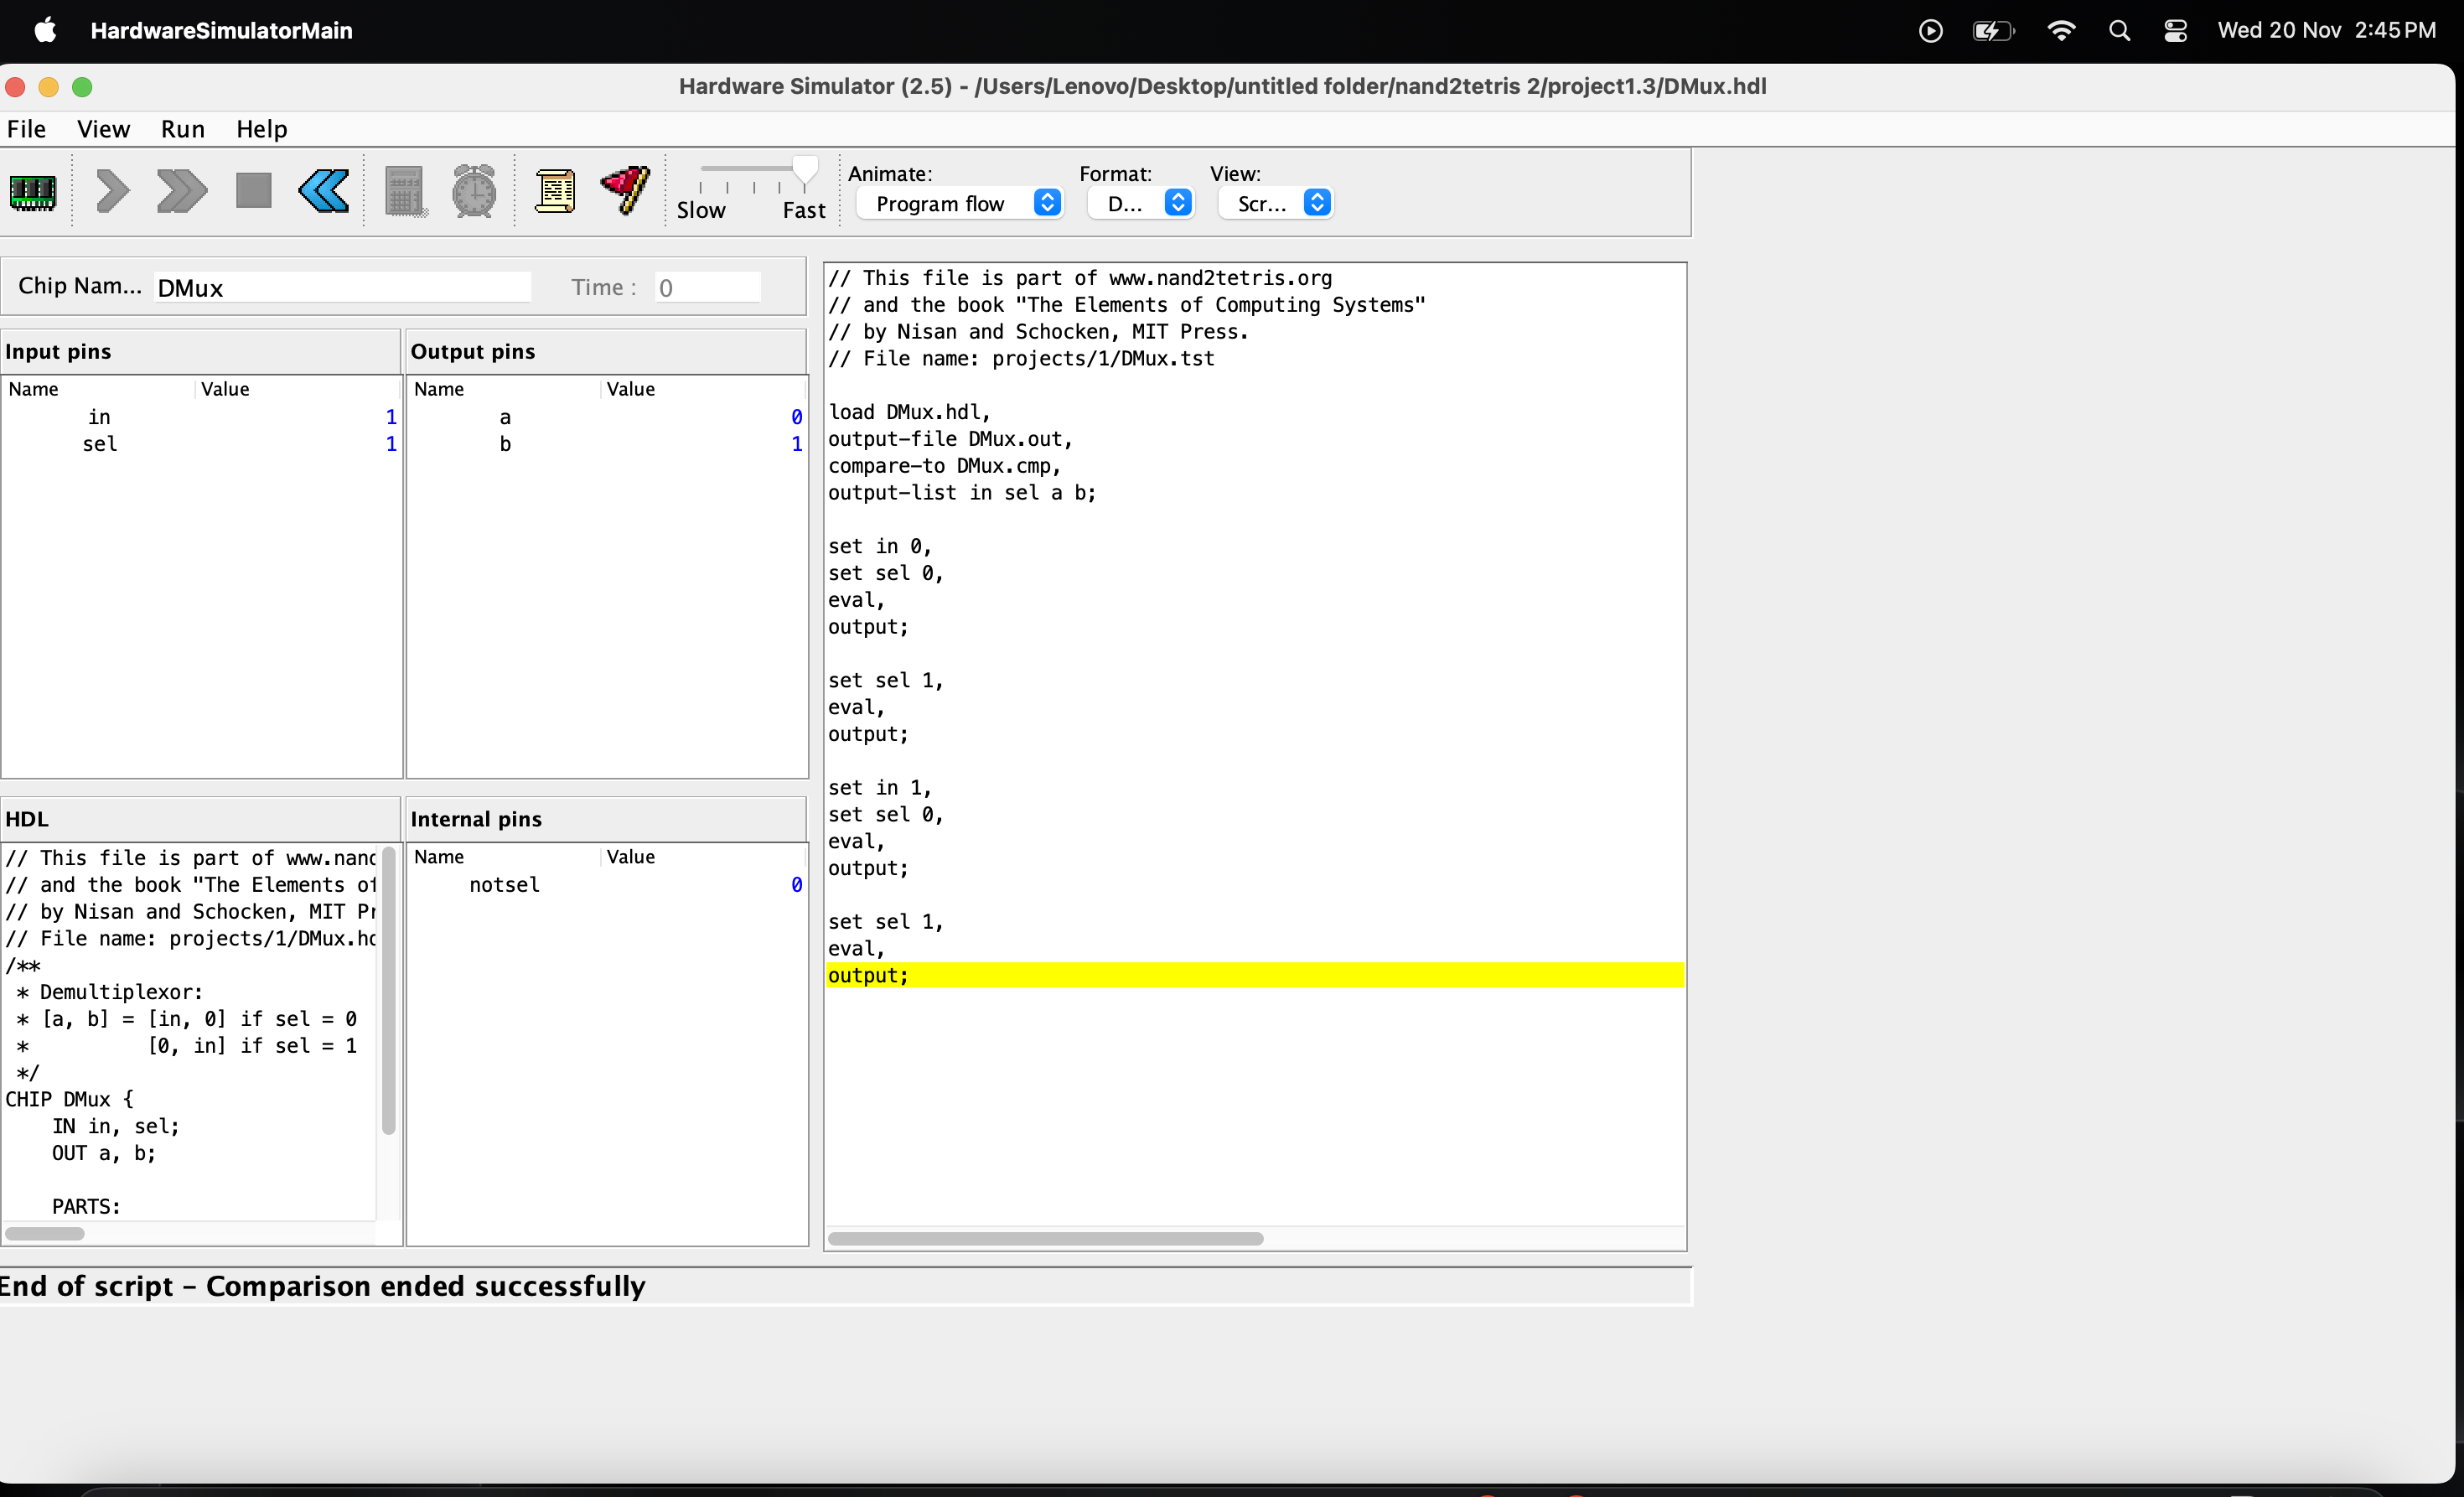 HardwareSimulatorMain
Wed 20 Nov 2:45 PM
Hardware Simulator (2.5) - /Users/Lenovo/Desktop/untitled folder/nand2tetris 2/project1.3/DMux.hdl
File View Run Help
Slow Fast
Animate: Format: View:
Program flow D... Scr...
Chip Nam... DMux Time : 0
Input pins
Name Value
in 1
sel 1
Output pins
Name Value
a 0
b 1
HDL
// This file is part of www.nand
// and the book "The Elements of
// by Nisan and Schocken, MIT Pr
// File name: projects/1/DMux.hd
/**
* Demultiplexor:
* [a, b] = [in, 0] if sel = 0
* [0, in] if sel = 1
*/
CHIP DMux {
IN in, sel;
OUT a, b;
PARTS:
Internal pins
Name Value
notsel 0
// This file is part of www.nand2tetris.org
// and the book "The Elements of Computing Systems"
// by Nisan and Schocken, MIT Press.
// File name: projects/1/DMux.tst
load DMux.hdl,
output-file DMux.out,
compare-to DMux.cmp,
output-list in sel a b;
set in 0,
set sel 0,
eval,
output;
set sel 1,
eval,
output;
set in 1,
set sel 0,
eval,
output;
set sel 1,
eval,
output;
End of script – Comparison ended successfully